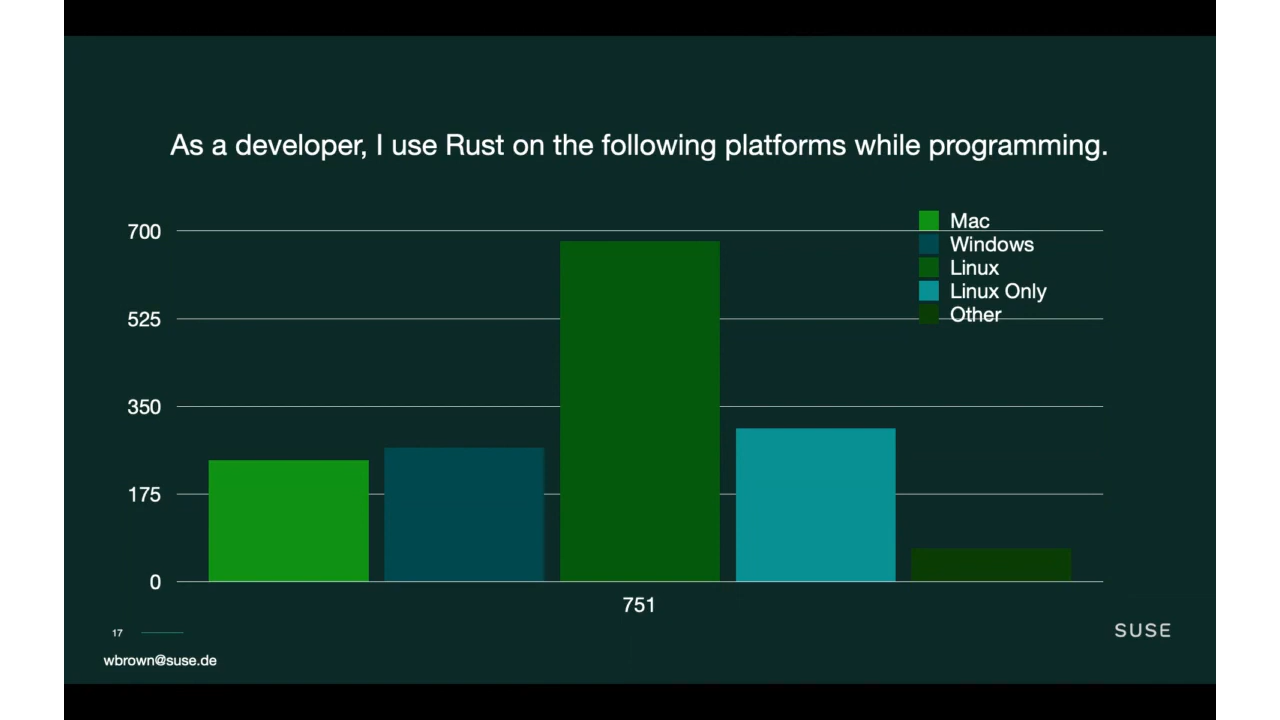 As a developer, I use Rust on the following platforms while programming.
Mac
Windows
Linux
Linux Only
Other
700
525
350
175
0
751
17
wbrown@suse.de
SUSE